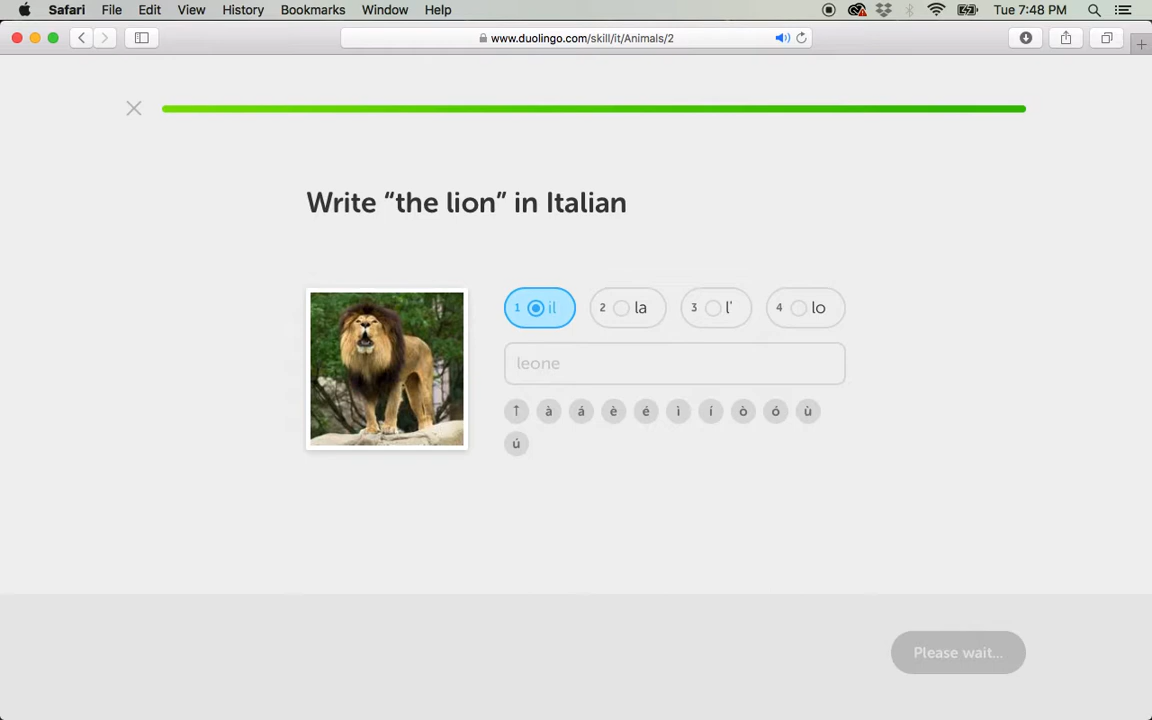 Safari File Edit View History Bookmarks Window Help Tue 7:48 PM
www.duolingo.com/skill/it/Animals/2
Write “the lion” in Italian
1 il 2 la 3 l' 4 lo
leone
↑ à á è é ì í ò ó ù
ú
Please wait...